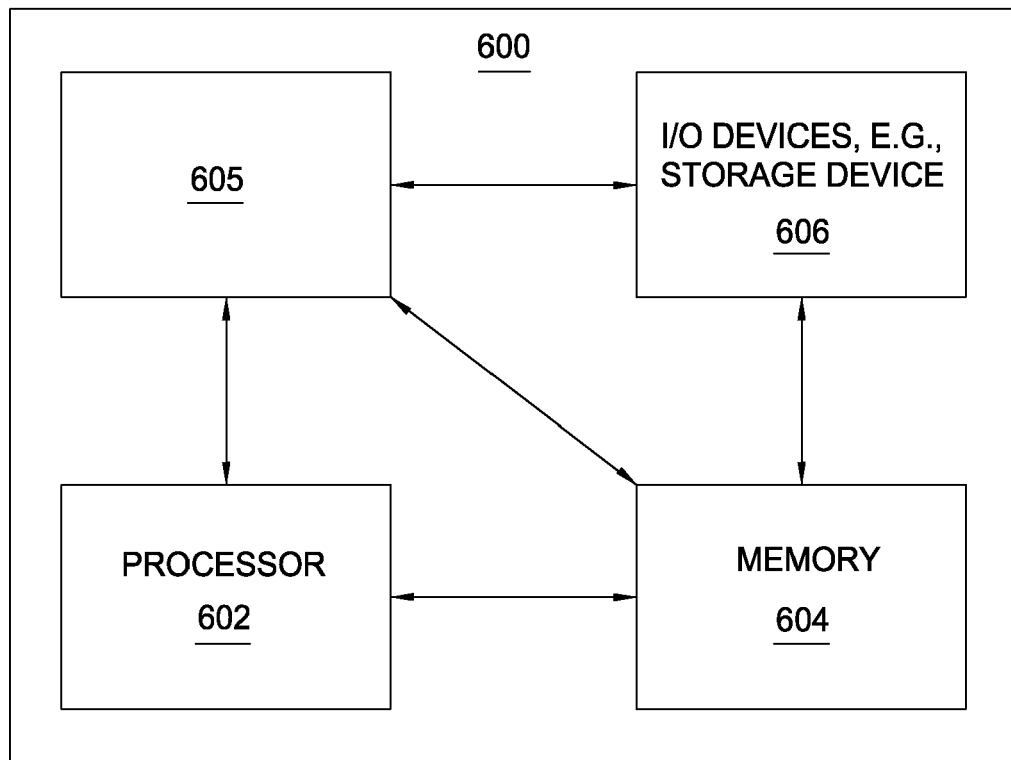 600
605
I/O DEVICES, E.G.,
STORAGE DEVICE
606
PROCESSOR
602
MEMORY
604